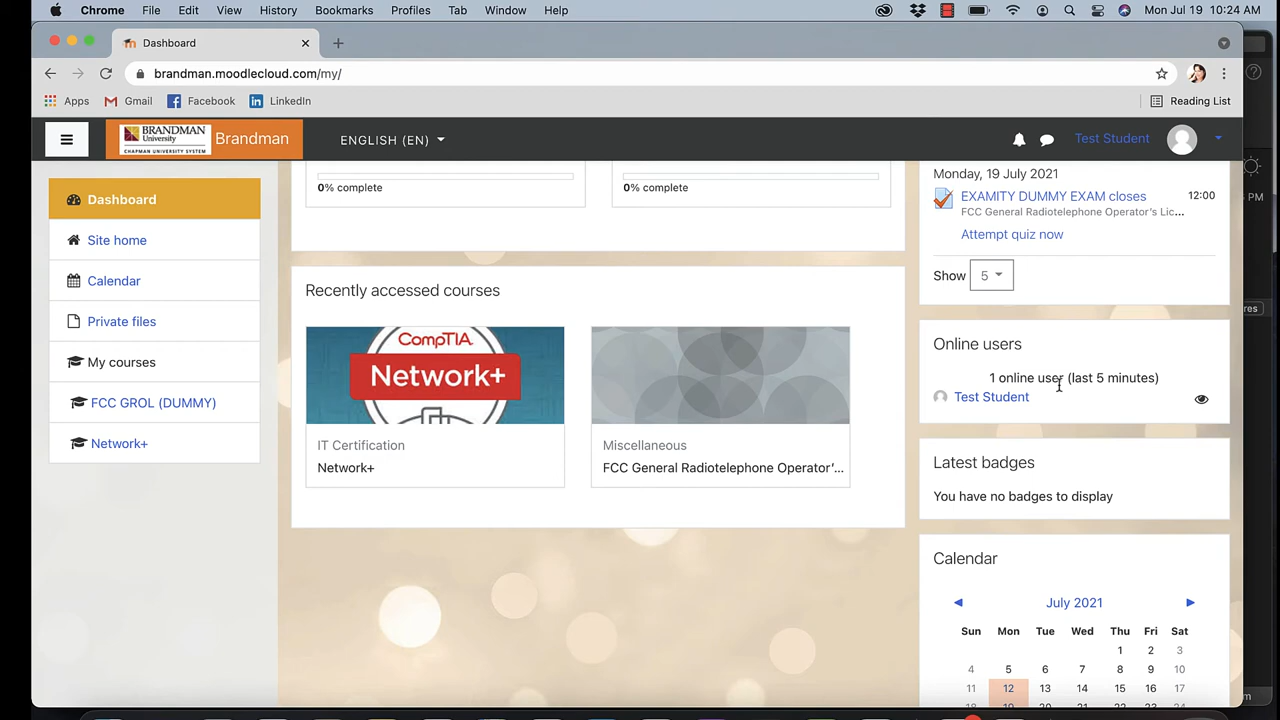 Chrome File Edit View History Bookmarks Profiles Tab Window Help Mon Jul 19 10:24 AM
Dashboard
brandman.moodlecloud.com/my/
Apps Gmail Facebook LinkedIn Reading List
BRANDMAN University CHAPMAN UNIVERSITY SYSTEM Brandman ENGLISH (EN) Test Student
Dashboard
Site home
Calendar
Private files
My courses
FCC GROL (DUMMY)
Network+
0% complete
0% complete
Recently accessed courses
CompTIA.
Network+
IT Certification
Network+
Miscellaneous
FCC General Radiotelephone Operator'...
Monday, 19 July 2021
EXAMITY DUMMY EXAM closes 12:00
FCC General Radiotelephone Operator's Lic...
Attempt quiz now
Show 5
Online users
1 online user (last 5 minutes)
Test Student
Latest badges
You have no badges to display
Calendar
July 2021
Sun Mon Tue Wed Thu Fri Sat
1 2 3
4 5 6 7 8 9 10
11 12 13 14 15 16 17